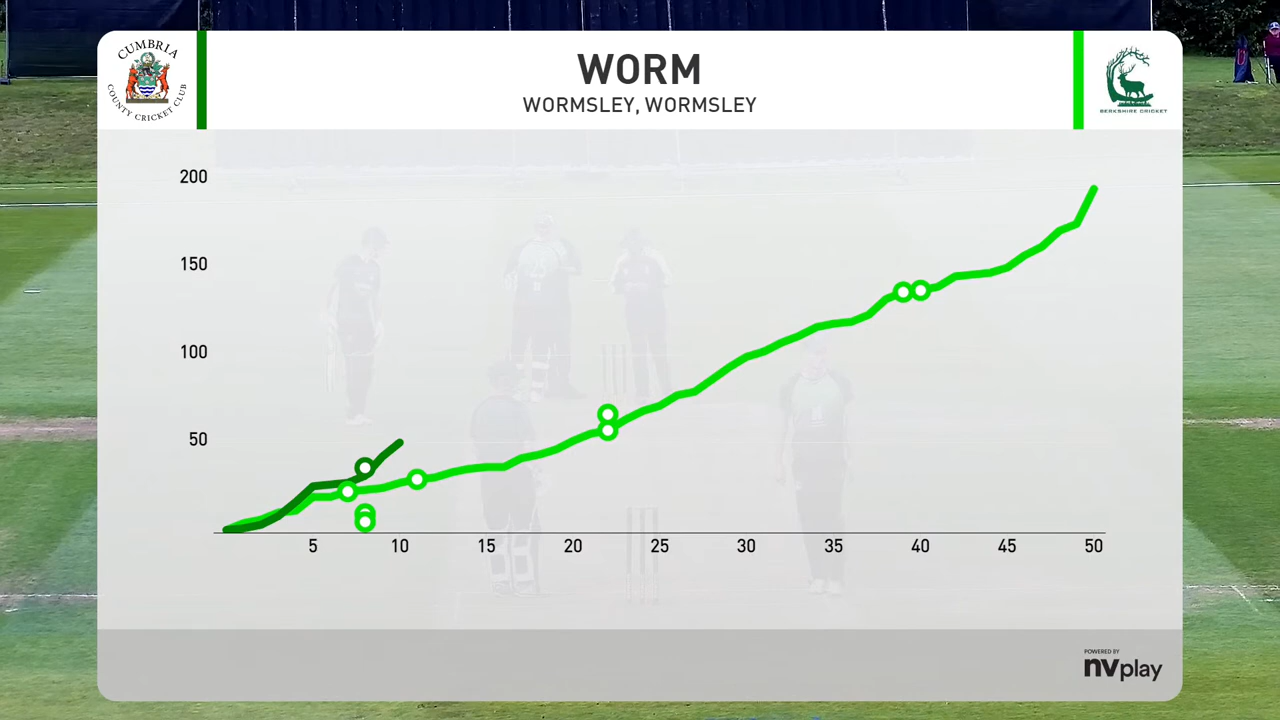 CUMBRIA
COUNTY CRICKET CLUB
WORM
WORMSLEY, WORMSLEY
BERKSHIRE CRICKET
200
150
100
50
5 10 15 20 25 30 35 40 45 50
POWERED BY
nvplay